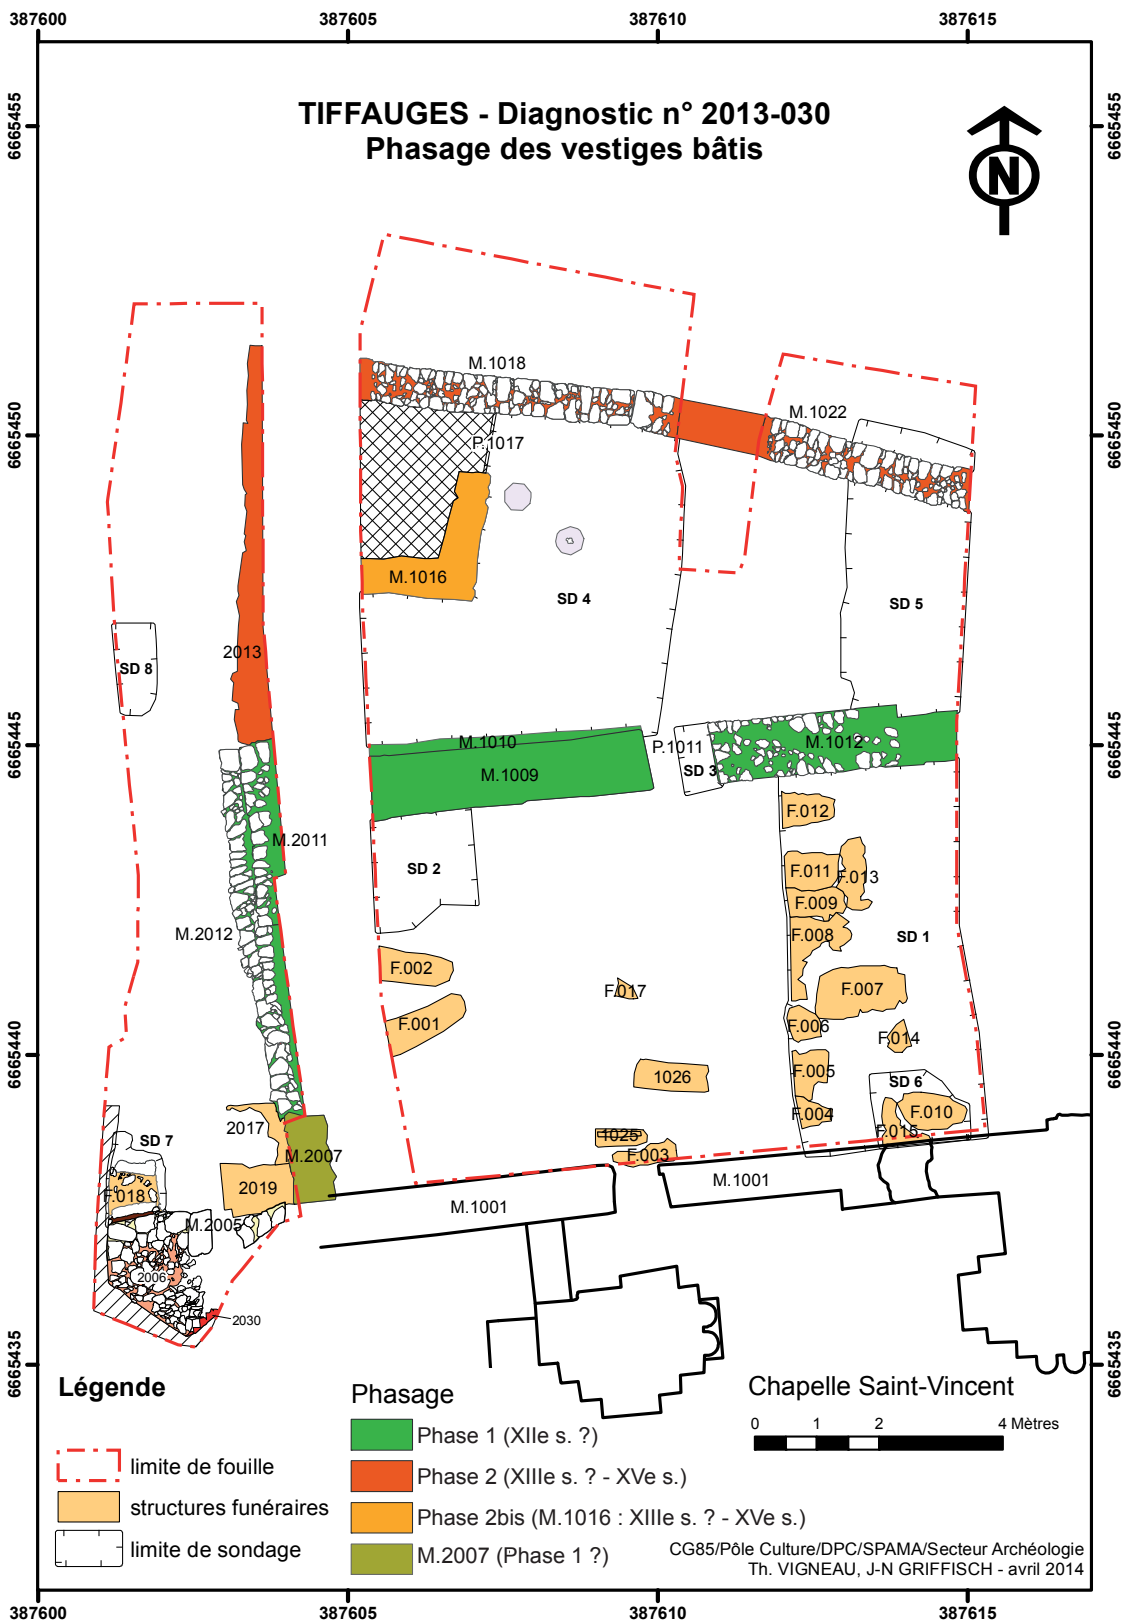 387600
387605
387610
387615
6665455
6665455
TIFFAUGES - Diagnostic n° 2013-030
Phasage des vestiges bâtis
N
M.1018
M.1022
6665450
6665450
P.1017
M.1016
SD 4
SD 5
2013
SD 8
6665445
6665445
M.1010
P.1011
M.1012
M.1009
SD 3
F.012
M.2011
SD 2
F.011
F.013
F.009
M.2012
F.008
SD 1
F.002
F.017
F.007
F.001
F.006
F.014
6665440
6665440
1026
F.005
SD 6
F.004
F.010
2017
SD 7
1025
F.015
M.2007
F.003
F.018
2019
M.1001
M.1001
M.2005
2006
2030
6665435
6665435
Légende
limite de fouille
structures funéraires
limite de sondage
Phasage
Phase 1 (XIIe s. ?)
Phase 2 (XIIIe s. ? - XVe s.)
Phase 2bis (M.1016 : XIIIe s. ? - XVe s.)
M.2007 (Phase 1 ?)
Chapelle Saint-Vincent
0 1 2 4 Mètres
CG85/Pôle Culture/DPC/SPAMA/Secteur Archéologie
Th. VIGNEAU, J-N GRIFFISCH - avril 2014
387600
387605
387610
387615